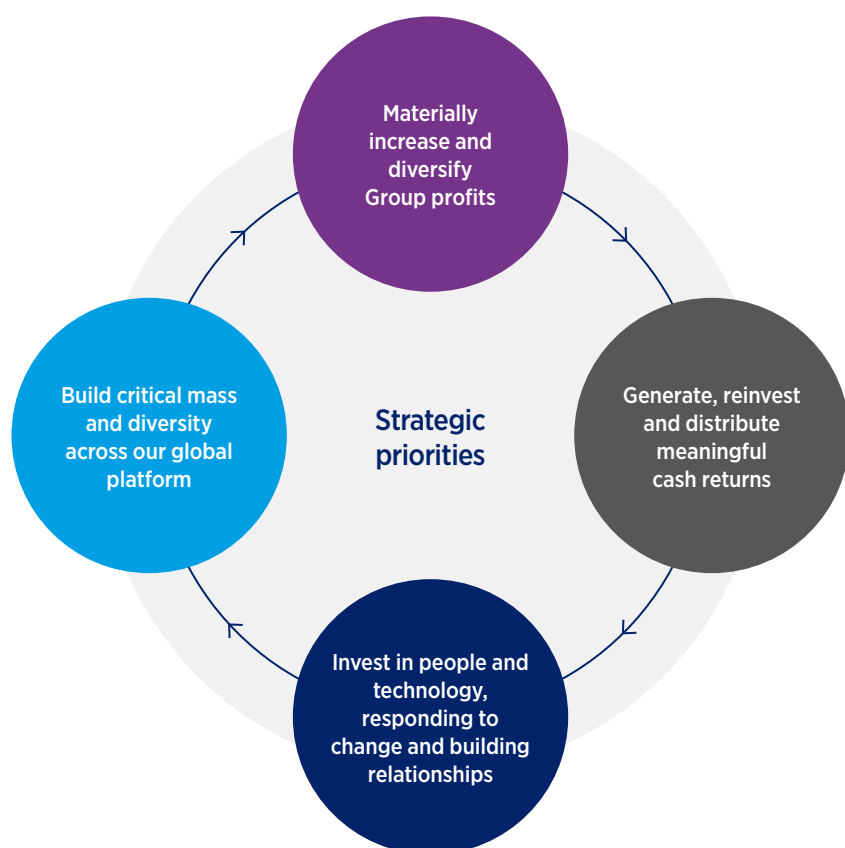 Materially
increase and
diversify
Group profits
Build critical mass
and diversity
across our global
platform
Strategic
priorities
Generate, reinvest
and distribute
meaningful
cash returns
Invest in people and
technology,
responding to
change and building
relationships